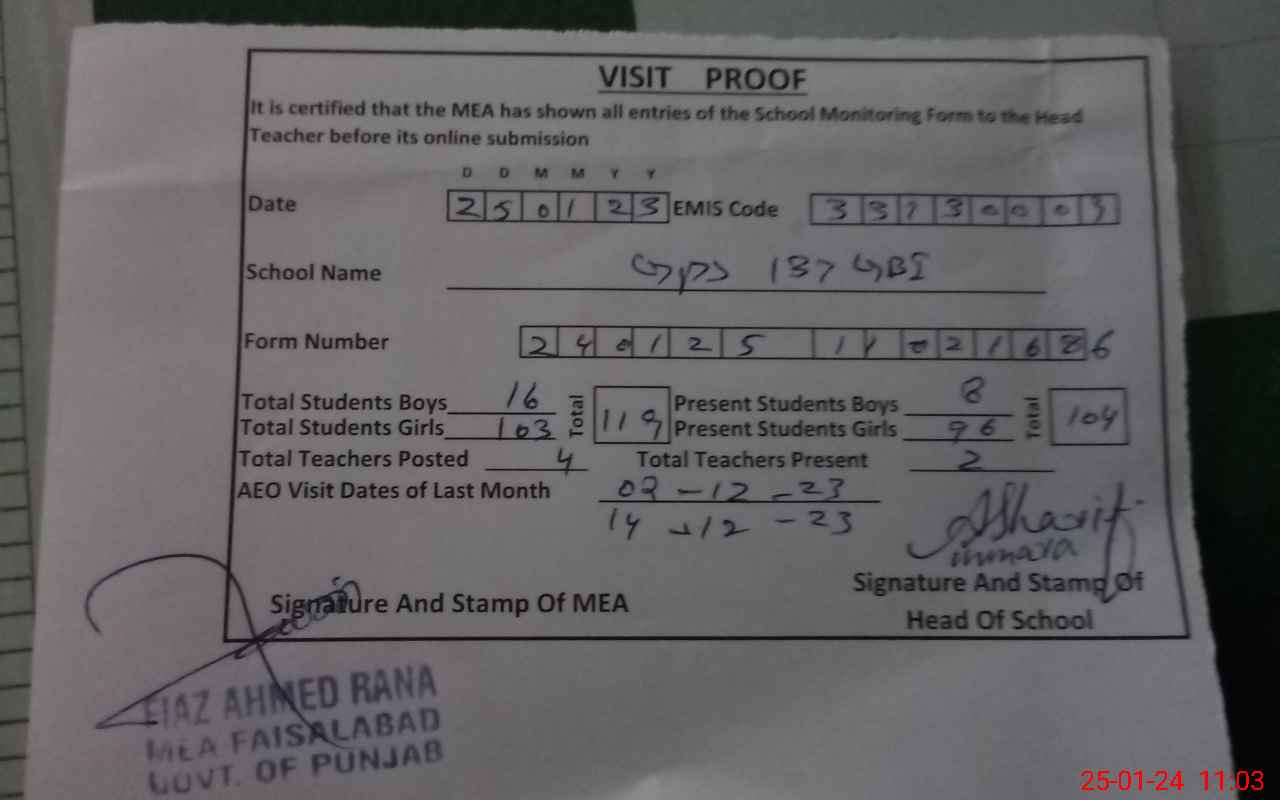 VISIT PROOF
It is certified that the MEA has shown all entries of the School Monitoring Form to the Head
Teacher before its online submission
D D M M Y Y
Date 2 5 0 1 2 3 EMIS Code 3 3 1 3 0 0 0 3
School Name GPS 137 GBI
Form Number 2 4 0 1 2 5 1 1 0 2 1 6 8 6
Total Students Boys 16 Total 119 Present Students Boys 8 Total 104
Total Students Girls 103 Present Students Girls 96
Total Teachers Posted 4 Total Teachers Present 2
AEO Visit Dates of Last Month 02-12-23
14-12-23
Asharif
Signature And Stamp Of MEA
Signature And Stamp Of
Head Of School
FIAZ AHMED RANA
MEA FAISALABAD
GOVT. OF PUNJAB
25-01-24 11:03